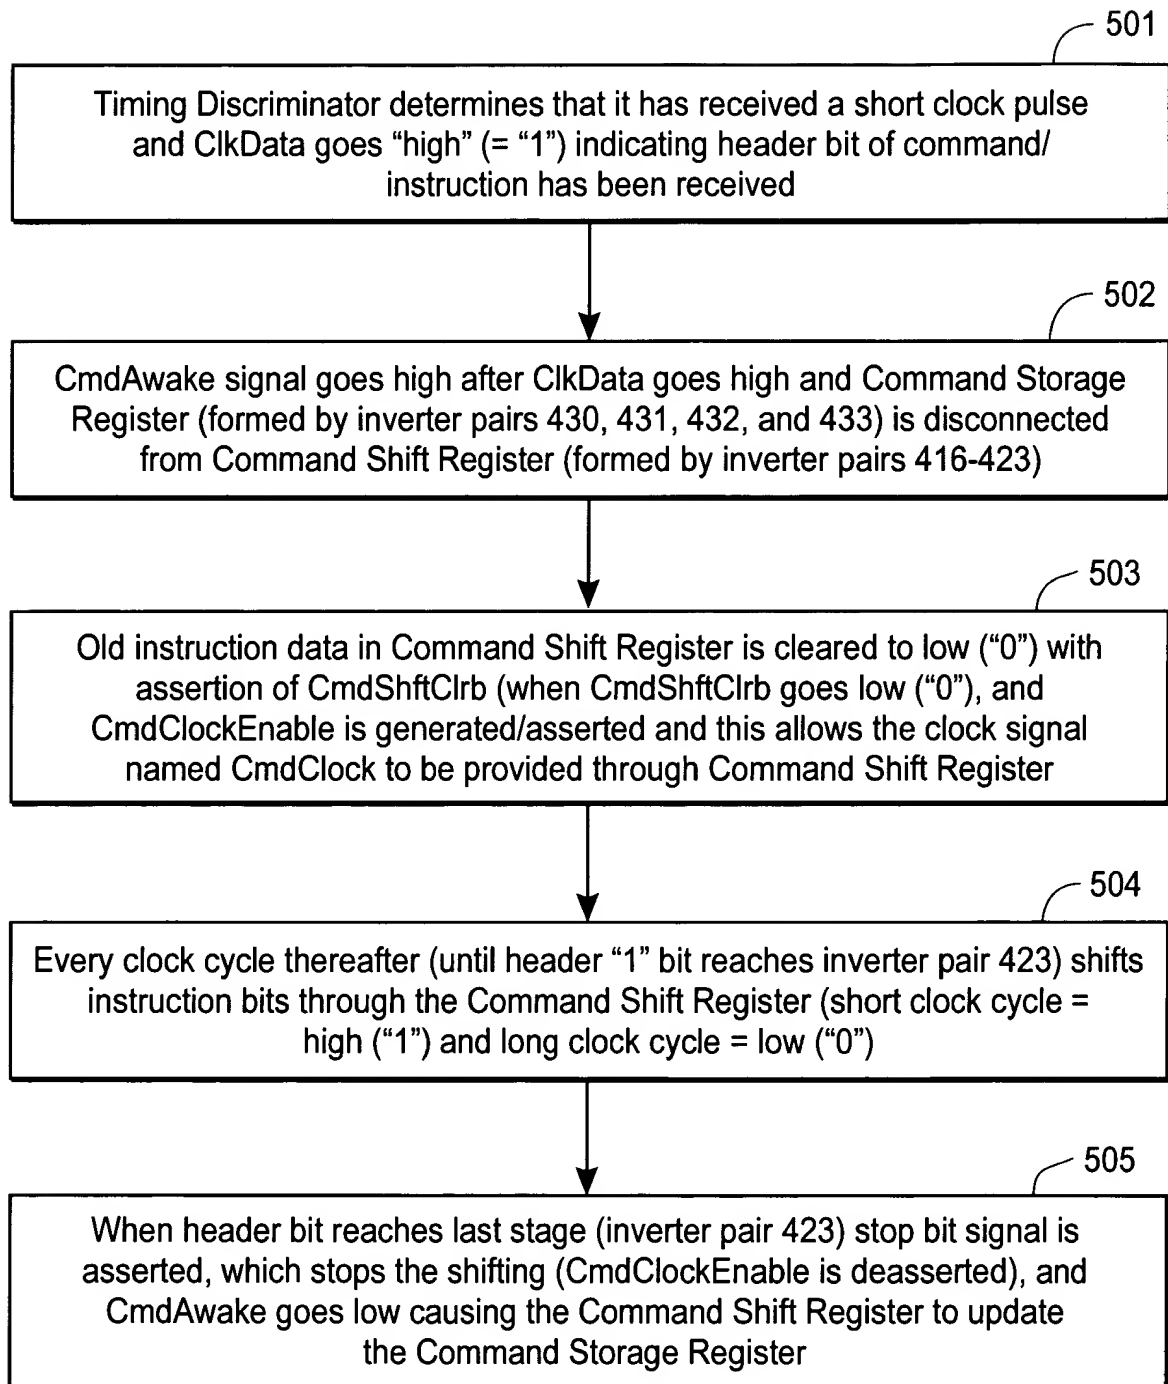 501
Timing Discriminator determines that it has received a short clock pulse
and ClkData goes “high” (= “1”) indicating header bit of command/
instruction has been received
502
CmdAwake signal goes high after ClkData goes high and Command Storage
Register (formed by inverter pairs 430, 431, 432, and 433) is disconnected
from Command Shift Register (formed by inverter pairs 416-423)
503
Old instruction data in Command Shift Register is cleared to low (“0”) with
assertion of CmdShftClrb (when CmdShftClrb goes low (“0”), and
CmdClockEnable is generated/asserted and this allows the clock signal
named CmdClock to be provided through Command Shift Register
504
Every clock cycle thereafter (until header “1” bit reaches inverter pair 423) shifts
instruction bits through the Command Shift Register (short clock cycle =
high (“1”) and long clock cycle = low (“0”)
505
When header bit reaches last stage (inverter pair 423) stop bit signal is
asserted, which stops the shifting (CmdClockEnable is deasserted), and
CmdAwake goes low causing the Command Shift Register to update
the Command Storage Register